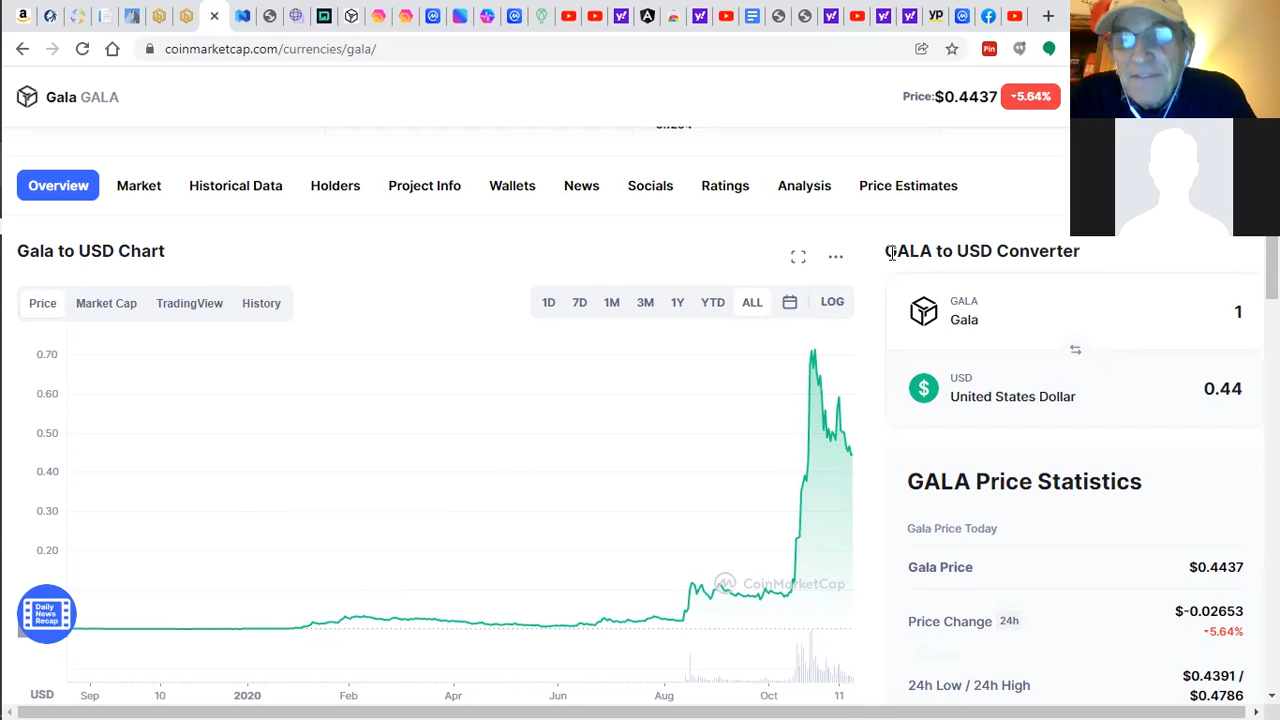 coinmarketcap.com/currencies/gala/
Pin
Gala GALA
Price:$0.4437 -5.64%
Overview Market Historical Data Holders Project Info Wallets News Socials Ratings Analysis Price Estimates
Gala to USD Chart
GALA to USD Converter
Price Market Cap TradingView History
1D 7D 1M 3M 1Y YTD ALL LOG
GALA
Gala
1
USD
United States Dollar
0.44
0.70
0.60
0.50
0.40
0.30
0.20
CoinMarketCap
Daily
News
Recap
USD Sep 10 2020 Feb Apr Jun Aug Oct 11
GALA Price Statistics
Gala Price Today
Gala Price $0.4437
Price Change 24h $-0.02653
-5.64%
24h Low / 24h High $0.4391 /
$0.4786